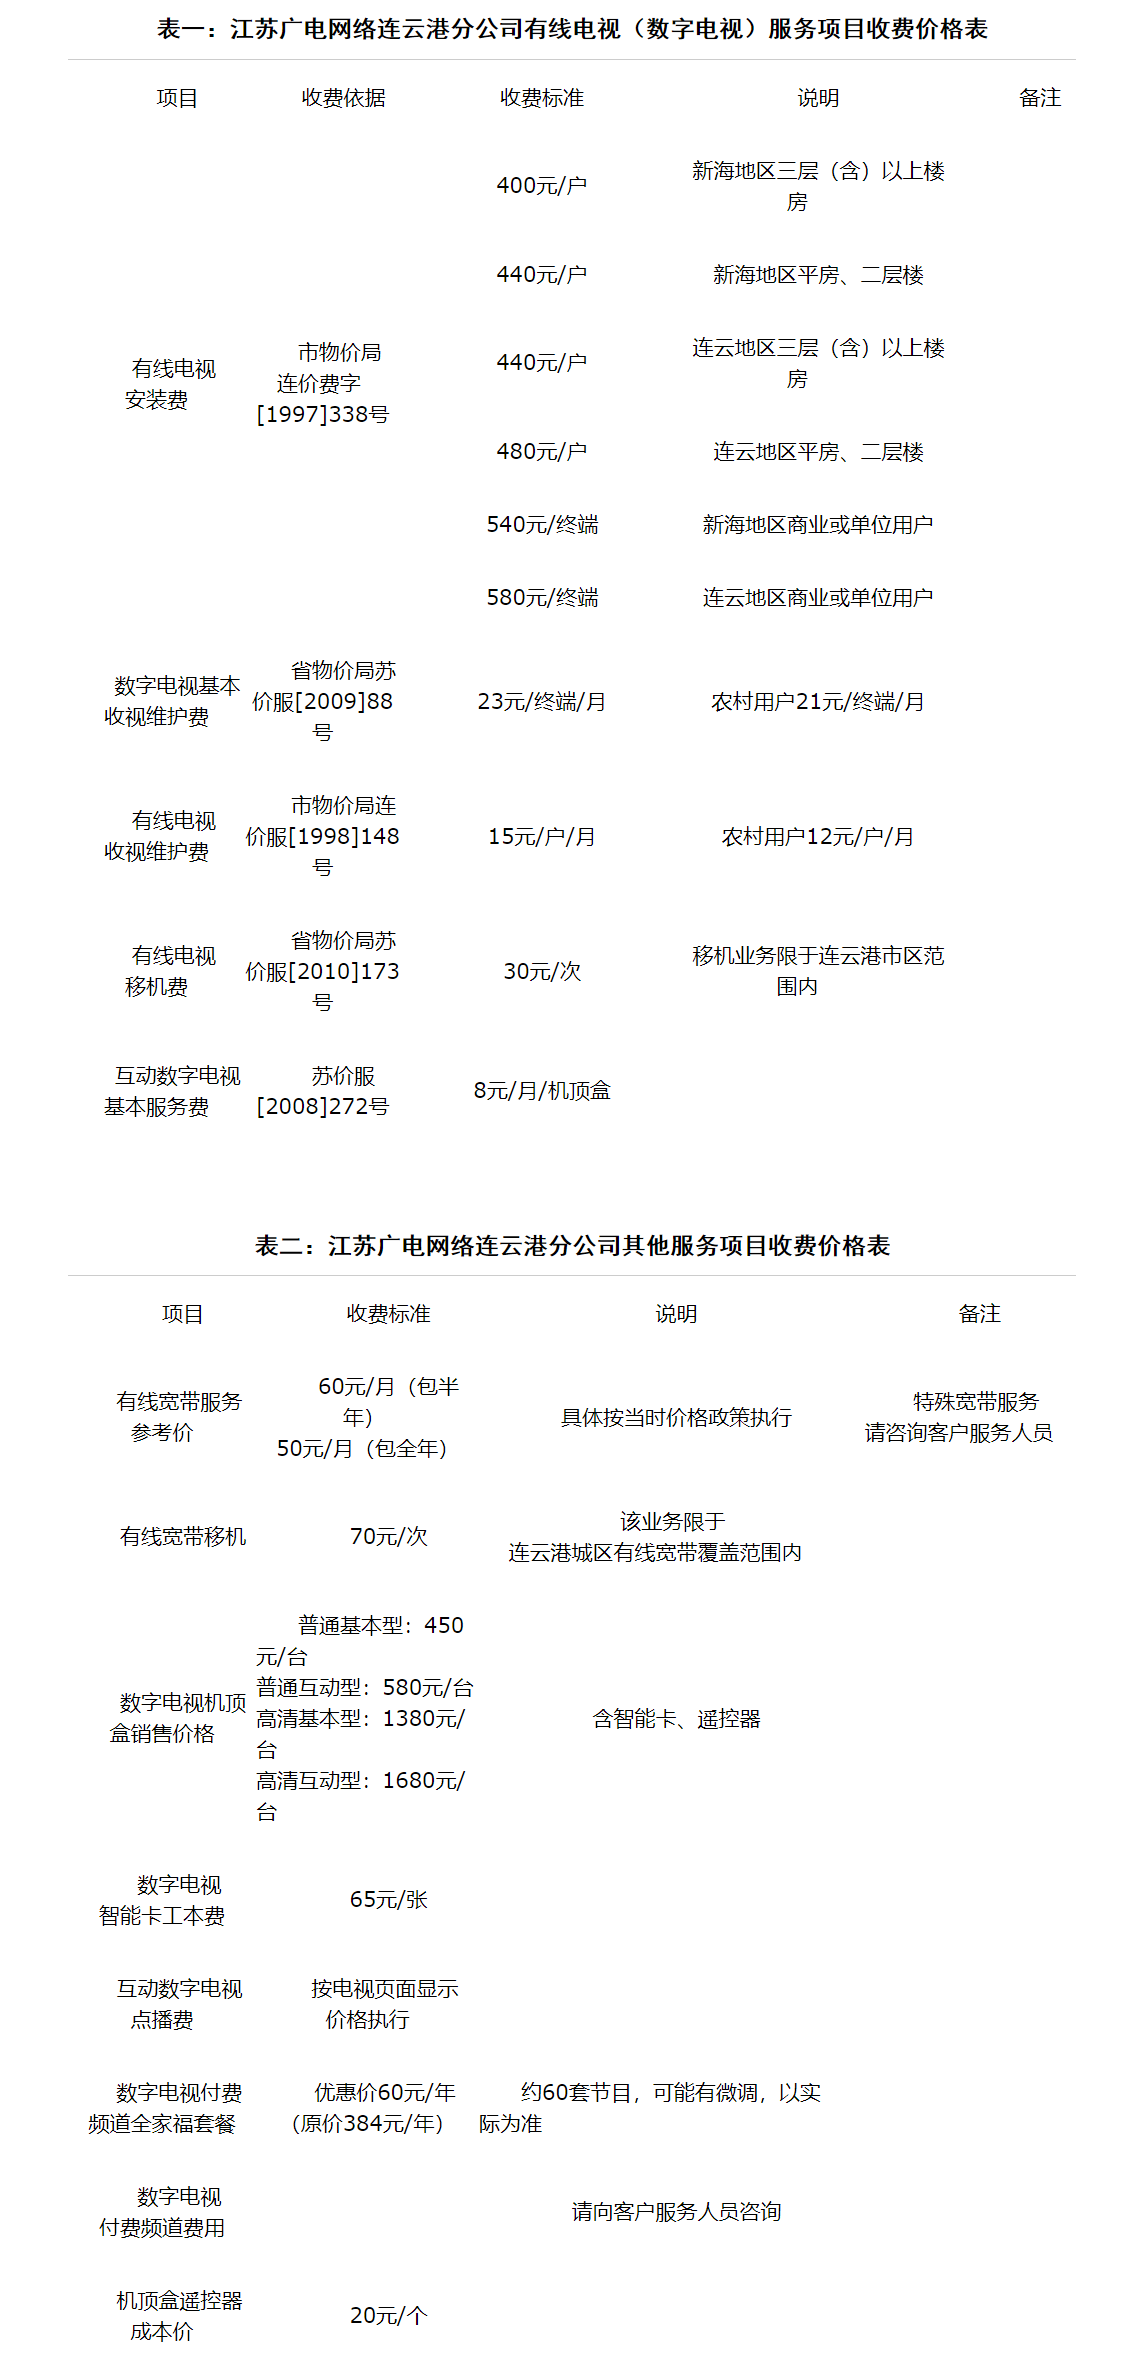 表一：江苏广电网络连云港分公司有线电视（数字电视）服务项目收费价格表
项目 收费依据 收费标准 说明 备注
有线电视
安装费
市物价局
连价费字
[1997]338号
400元/户
新海地区三层（含）以上楼
房
440元/户 新海地区平房、二层楼
440元/户
连云地区三层（含）以上楼
房
480元/户 连云地区平房、二层楼
540元/终端 新海地区商业或单位用户
580元/终端 连云地区商业或单位用户
数字电视基本
收视维护费
省物价局苏
价服[2009]88
号
23元/终端/月 农村用户21元/终端/月
有线电视
收视维护费
市物价局连
价服[1998]148
号
15元/户/月 农村用户12元/户/月
有线电视
移机费
省物价局苏
价服[2010]173
号
30元/次
移机业务限于连云港市区范
围内
互动数字电视
基本服务费
苏价服
[2008]272号
8元/月/机顶盒
表二：江苏广电网络连云港分公司其他服务项目收费价格表
项目 收费标准 说明 备注
有线宽带服务
参考价
60元/月（包半
年）
50元/月（包全年）
具体按当时价格政策执行
特殊宽带服务
请咨询客户服务人员
有线宽带移机 70元/次
该业务限于
连云港城区有线宽带覆盖范围内
数字电视机顶
盒销售价格
普通基本型：450
元/台
普通互动型：580元/台
高清基本型：1380元/
台
高清互动型：1680元/
台
含智能卡、遥控器
数字电视
智能卡工本费
65元/张
互动数字电视
点播费
按电视页面显示
价格执行
数字电视付费
频道全家福套餐
优惠价60元/年
（原价384元/年）
约60套节目，可能有微调，以实
际为准
数字电视
付费频道费用
请向客户服务人员咨询
机顶盒遥控器
成本价
20元/个